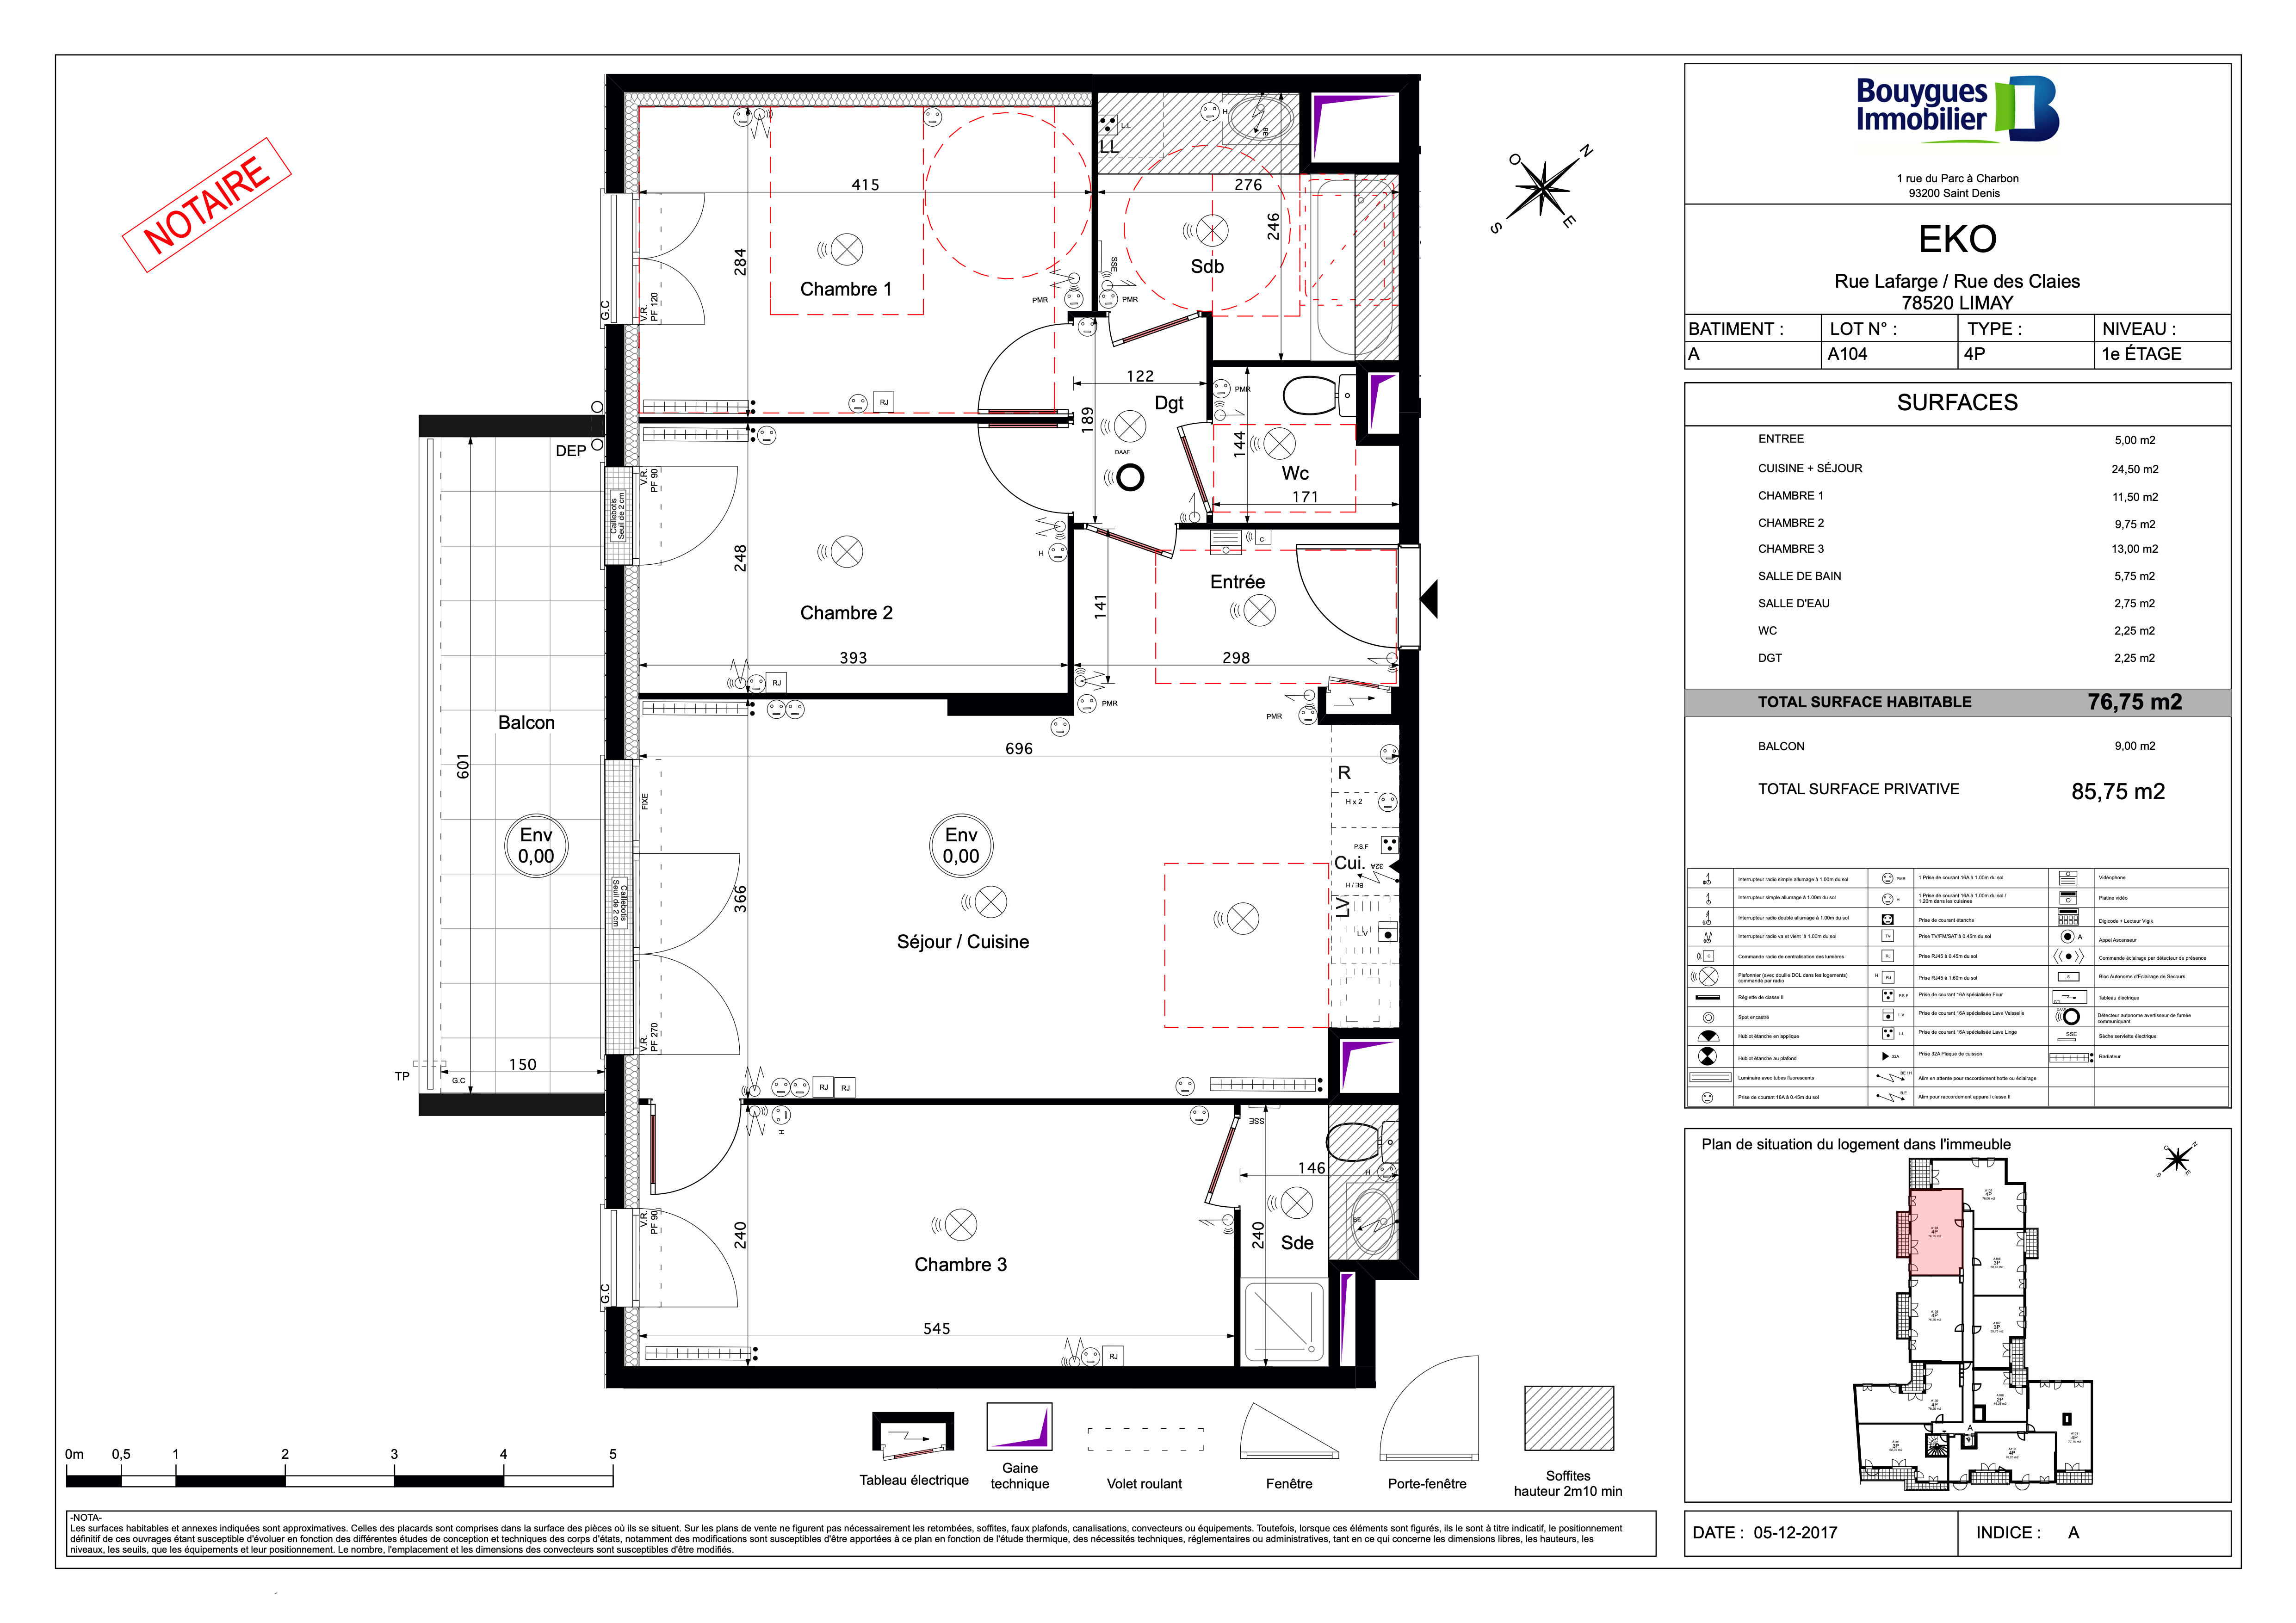 NOTAIRE
Bouygues
Immobilier
1 rue du Parc à Charbon
93200 Saint Denis
EKO
Rue Lafarge / Rue des Claies
78520 LIMAY
BATIMENT : LOT N° : TYPE : NIVEAU :
A A104 4P 1e ÉTAGE
SURFACES
ENTREE 5,00 m2
CUISINE + SÉJOUR 24,50 m2
CHAMBRE 1 11,50 m2
CHAMBRE 2 9,75 m2
CHAMBRE 3 13,00 m2
SALLE DE BAIN 5,75 m2
SALLE D'EAU 2,75 m2
WC 2,25 m2
DGT 2,25 m2
TOTAL SURFACE HABITABLE 76,75 m2
BALCON 9,00 m2
TOTAL SURFACE PRIVATIVE 85,75 m2
Interrupteur radio simple allumage à 1.00m du sol
PMR
1 Prise de courant 16A à 1.00m du sol
Vidéophone
Interrupteur simple allumage à 1.00m du sol
H
1 Prise de courant 16A à 1.00m du sol /
1.20m dans les cuisines
Platine vidéo
Interrupteur radio double allumage à 1.00m du sol
Prise de courant étanche
Digicode + Lecteur Vigik
Interrupteur radio va et vient à 1.00m du sol
TV
Prise TV/FM/SAT à 0.45m du sol
A
Appel Ascenseur
C
Commande radio de centralisation des lumières
RJ
Prise RJ45 à 0.45m du sol
Commande éclairage par détecteur de présence
Plafonnier (avec douille DCL dans les logements)
commandé par radio
H RJ
Prise RJ45 à 1.60m du sol
Bloc Autonome d'Eclairage de Secours
Réglette de classe II
P.S.F
Prise de courant 16A spécialisée Four
Tableau électrique
Spot encastré
L.V
Prise de courant 16A spécialisée Lave Vaisselle
DAAF
Détecteur autonome avertisseur de fumée
communiquant
Hublot étanche en applique
L.L
Prise de courant 16A spécialisée Lave Linge
SSE
Sèche serviette électrique
Hublot étanche au plafond
32A
Prise 32A Plaque de cuisson
Radiateur
Luminaire avec tubes fluorescents
BE / H
Alim en attente pour raccordement hotte ou éclairage
Prise de courant 16A à 0.45m du sol
B.E
Alim pour raccordement appareil classe II
Plan de situation du logement dans l'immeuble
N
S
E
4P
4P
3P
4P
3P
4P
2P
3P
4P
4P
A
DATE : 05-12-2017
INDICE : A
O
N
S
E
415
284
Chambre 1
G.C
V.R.
PF 120
PMR
RJ
L.L
LL
H
BE
276
246
Sdb
SSE
PMR
122
Dgt
189
DAAF
PMR
144
Wc
171
DEP
V.R.
PF 90
Caillebotis
Seuil de 2 cm
248
Chambre 2
393
H
RJ
C
Entrée
141
298
PMR
PMR
Balcon
601
Env
0,00
150
TP
G.C
696
FIXE
Env
0,00
Caillebotis
Seuil de 2 cm
366
Séjour / Cuisine
V.R.
PF 270
RJ
RJ
R
H x 2
P.S.F
Cui.
32A
BE / H
LV
L.V
H
V.R.
PF 90
G.C
240
Chambre 3
545
RJ
SSE
146
H
BE
240
Sde
0m 0,5 1 2 3 4 5
Tableau électrique
Gaine
technique
Volet roulant
Fenêtre
Porte-fenêtre
Soffites
hauteur 2m10 min
-NOTA-
Les surfaces habitables et annexes indiquées sont approximatives. Celles des placards sont comprises dans la surface des pièces où ils se situent. Sur les plans de vente ne figurent pas nécessairement les retombées, soffites, faux plafonds, canalisations, convecteurs ou équipements. Toutefois, lorsque ces éléments sont figurés, ils le sont à titre indicatif, le positionnement
définitif de ces ouvrages étant susceptible d'évoluer en fonction des différentes études de conception et techniques des corps d'états, notamment des modifications sont susceptibles d'être apportées à ce plan en fonction de l'étude thermique, des nécessités techniques, réglementaires ou administratives, tant en ce qui concerne les dimensions libres, les hauteurs, les
niveaux, les seuils, que les équipements et leur positionnement. Le nombre, l'emplacement et les dimensions des convecteurs sont susceptibles d'être modifiés.